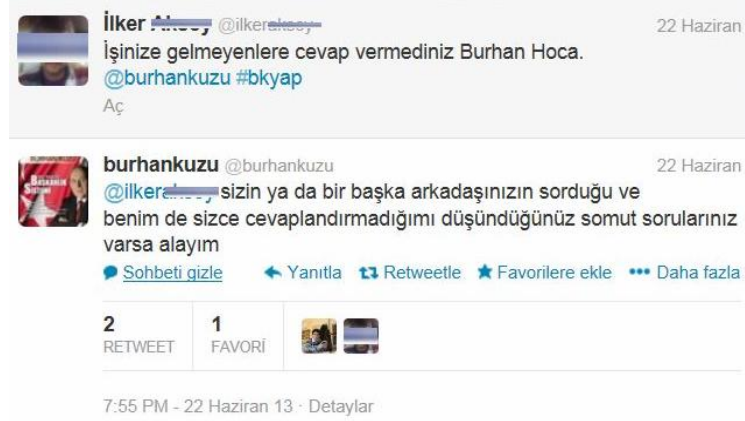 İlker
@ilker
22 Haziran
İşinize gelmeyenlere cevap vermediniz Burhan Hoca.
@burhankuzu #bkyap
Aç
BAŞKANLIK
burhankuzu @burhankuzu
22 Haziran
@ilker sizin ya da bir başka arkadaşınızın sorduğu ve
benim de sizce cevaplandırmadığımı düşündüğünüz somut sorularınız
varsa alayım
Sohbeti gizle Yanıtla Retweetle Favorilere ekle Daha fazla
2
RETWEET
1
FAVORİ
7:55 PM - 22 Haziran 13 · Detaylar